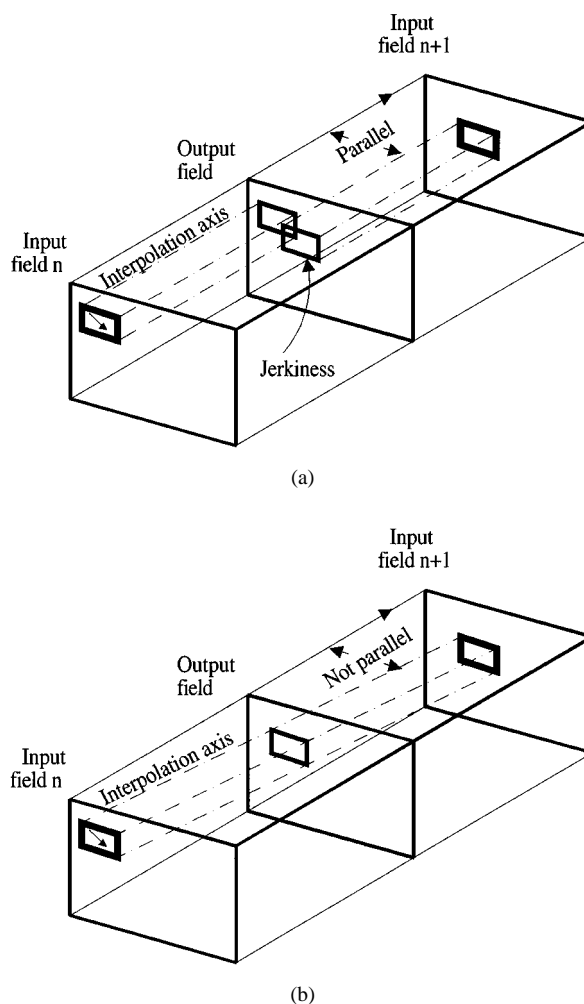 Input
field n+1
Output
field
Parallel
Interpolation axis
Input
field n
Jerkiness
(a)
Input
field n+1
Output
field
Not parallel
Interpolation axis
Input
field n
(b)